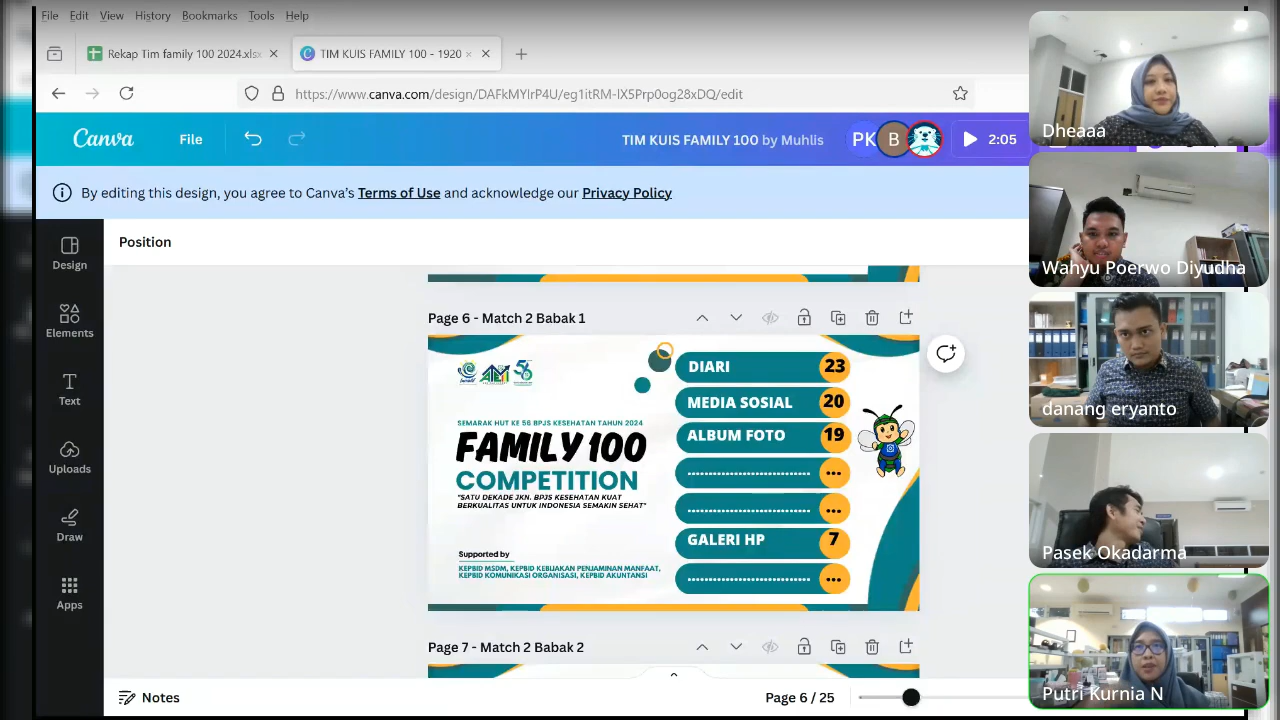 File Edit View History Bookmarks Tools Help
Rekap Tim family 100 2024.xlsx
TIM KUIS FAMILY 100 - 1920
https://www.canva.com/design/DAFkMYlrP4U/eg1itRM-IX5Prp0og28xDQ/edit
Canva
File
TIM KUIS FAMILY 100 by Muhlis
PK
B
2:05
By editing this design, you agree to Canva's Terms of Use and acknowledge our Privacy Policy
Design
Elements
Text
Uploads
Draw
Apps
Position
Page 6 - Match 2 Babak 1
56
SEMARAK HUT KE 56 BPJS KESEHATAN TAHUN 2024
FAMILY 100
COMPETITION
"SATU DEKADE JKN. BPJS KESEHATAN KUAT
BERKUALITAS UNTUK INDONESIA SEMAKIN SEHAT"
Supported by
KEPBID MSDM, KEPBID KEBIJAKAN PENJAMINAN MANFAAT,
KEPBID KOMUNIKASI ORGANISASI, KEPBID AKUNTANSI
DIARI 23
MEDIA SOSIAL 20
ALBUM FOTO 19
........................................ ...
........................................ ...
GALERI HP 7
........................................ ...
Page 7 - Match 2 Babak 2
Notes
Page 6 / 25
Dheaaa
Wahyu Poerwo Diyudha
danang eryanto
Pasek Okadarma
Putri Kurnia N